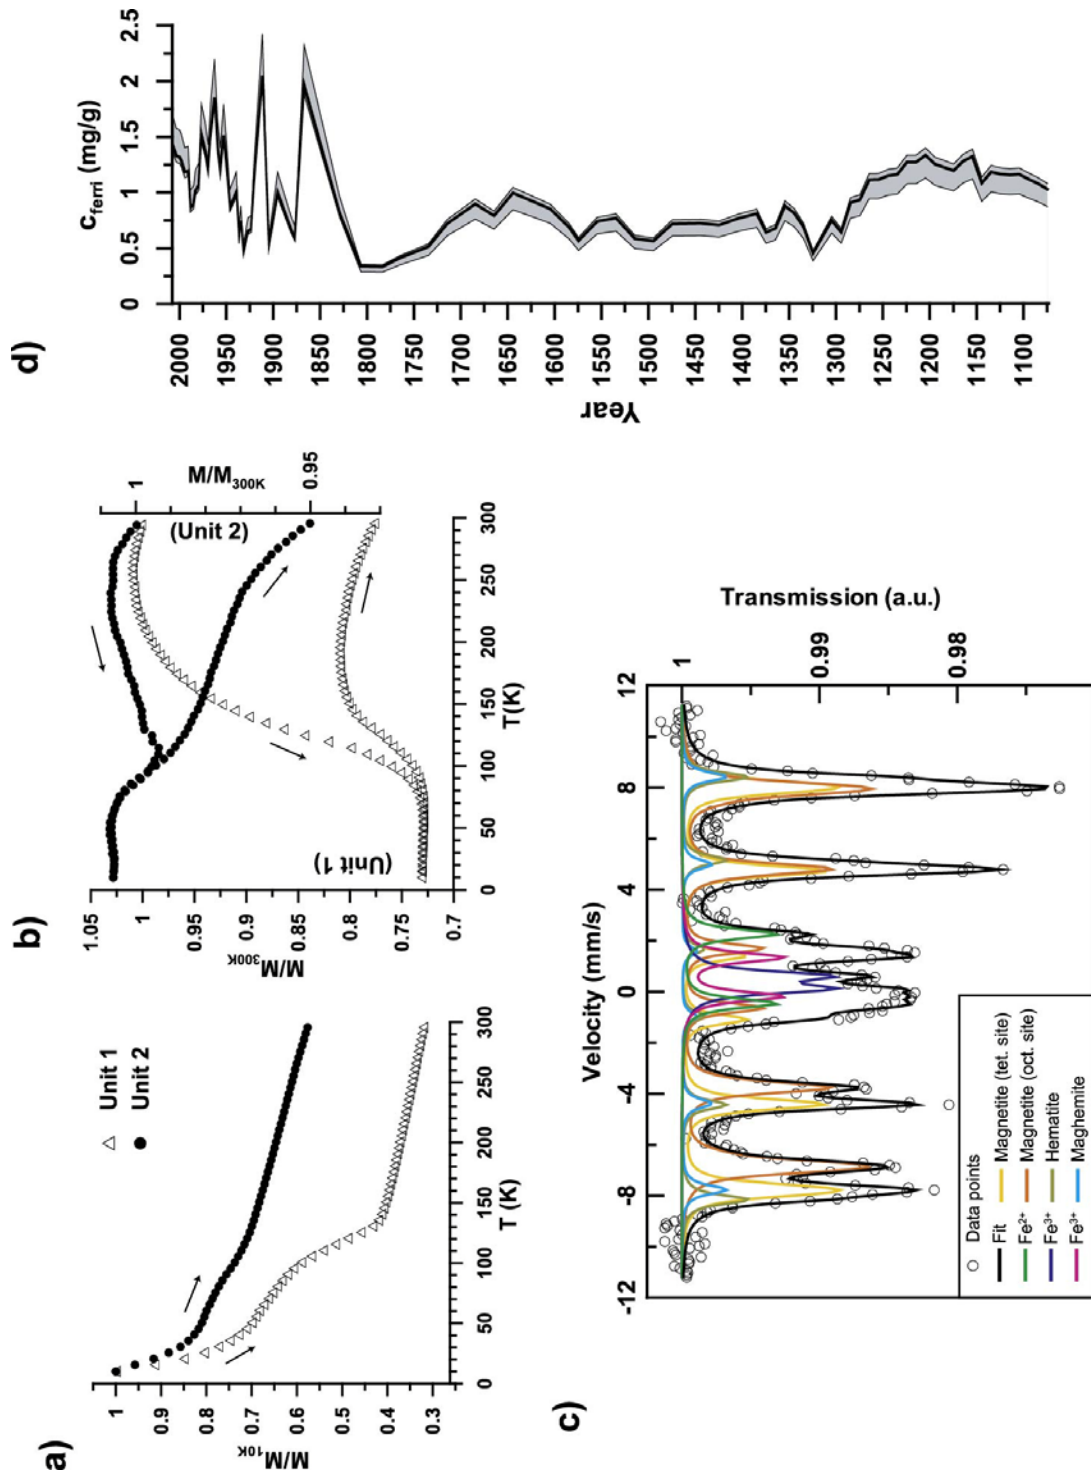 a)
M/M10K
1
0.9
0.8
0.7
0.6
0.5
0.4
0.3
0
50
100
150
200
250
300
T (K)
Unit 1
Unit 2
b)
M/M300K
1.05
1
0.95
0.9
0.85
0.8
0.75
0.7
0
50
100
150
200
250
300
T(K)
(Unit 1)
(Unit 2)
M/M300K
1
0.95
c)
Velocity (mm/s)
-12
-8
-4
0
4
8
12
Transmission (a.u.)
1
0.99
0.98
Data points
Fit
Fe2+
Fe3+
Fe3+
Magnetite (tet. site)
Magnetite (oct. site)
Hematite
Maghemite
d)
cferri (mg/g)
0
0.5
1
1.5
2
2.5
Year
2000
1950
1900
1850
1800
1750
1700
1650
1600
1550
1500
1450
1400
1350
1300
1250
1200
1150
1100